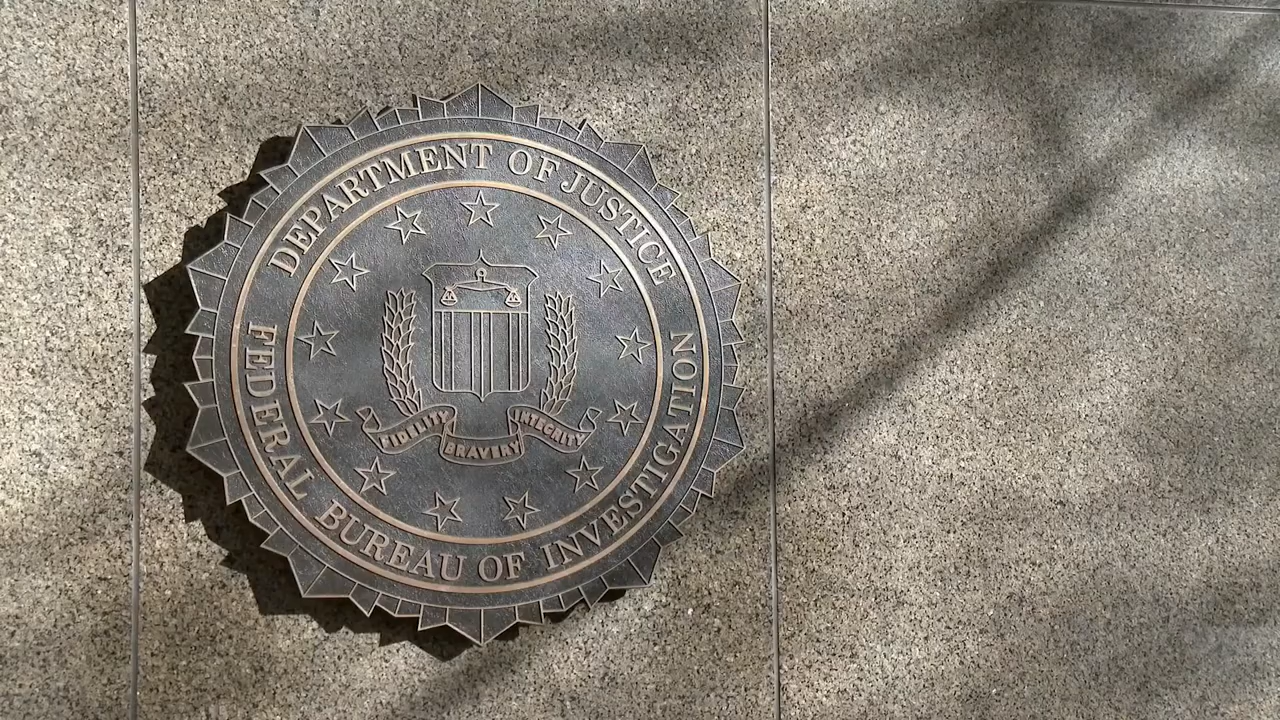 DEPARTMENT OF JUSTICE
FIDELITY
BRAVERY
INTEGRITY
FEDERAL BUREAU OF INVESTIGATION